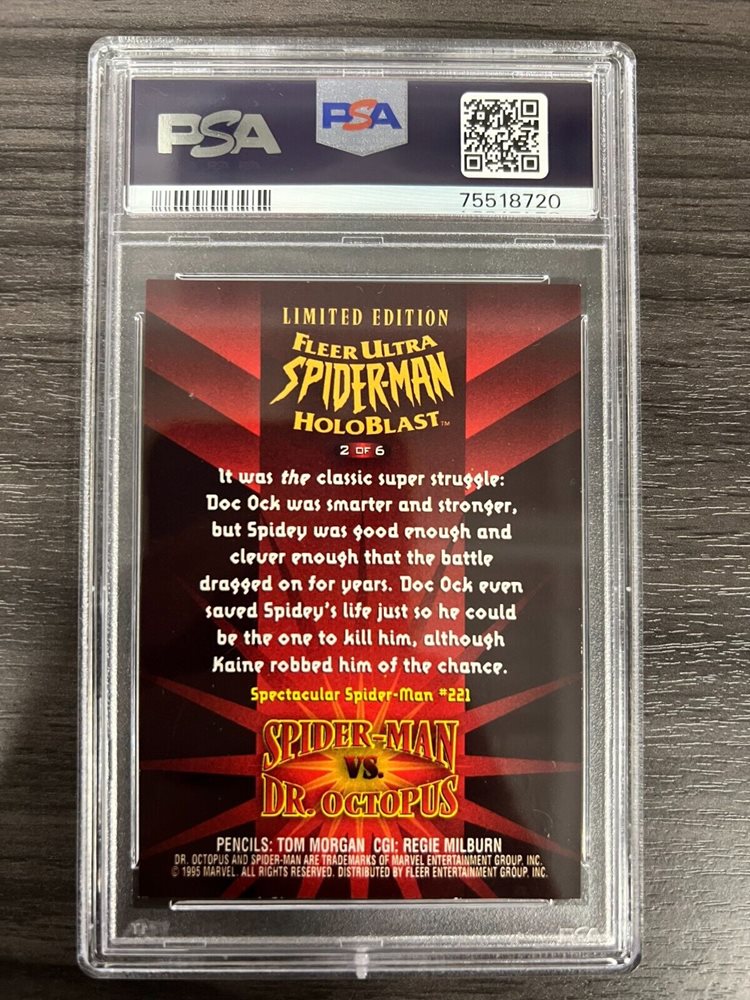 PSA
PSA
75518720
LIMITED EDITION
FLEER ULTRA
SPIDER-MAN
HOLOBLAST™
2 OF 6
It was the classic super struggle:
Doc Ock was smarter and stronger,
but Spidey was good enough and
clever enough that the battle
dragged on for years. Doc Ock even
saved Spidey's life just so he could
be the one to kill him, although
Kaine robbed him of the chance.
Spectacular Spider-Man #221
SPIDER-MAN
VS.
DR. OCTOPUS
PENCILS: TOM MORGAN CGI: REGIE MILBURN
DR. OCTOPUS AND SPIDER-MAN ARE TRADEMARKS OF MARVEL ENTERTAINMENT GROUP, INC.
© 1995 MARVEL. ALL RIGHTS RESERVED. DISTRIBUTED BY FLEER ENTERTAINMENT GROUP, INC.